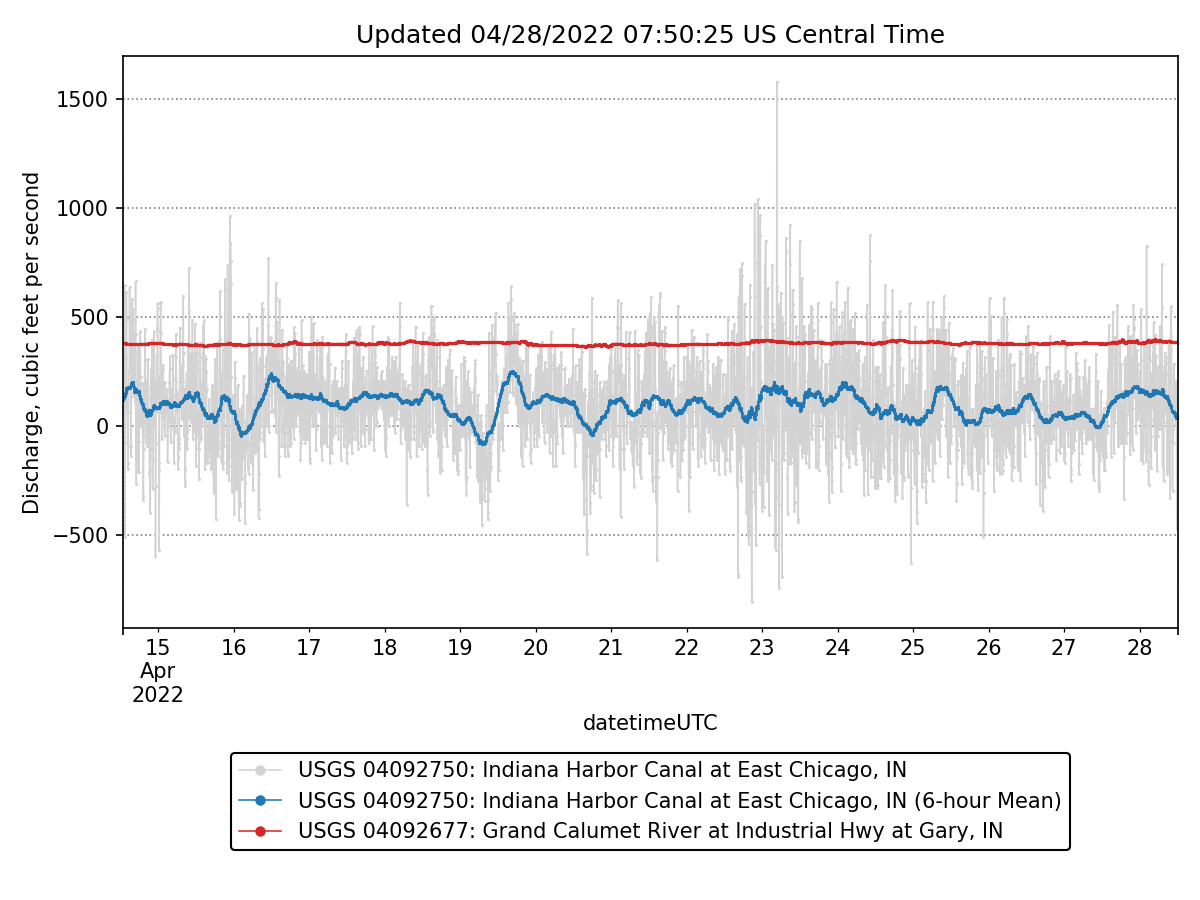 Updated 04/28/2022 07:50:25 US Central Time
Discharge, cubic feet per second
1500
1000
500
0
−500
15
16
17
18
19
20
21
22
23
24
25
26
27
28
Apr
2022
datetimeUTC
USGS 04092750: Indiana Harbor Canal at East Chicago, IN
USGS 04092750: Indiana Harbor Canal at East Chicago, IN (6-hour Mean)
USGS 04092677: Grand Calumet River at Industrial Hwy at Gary, IN